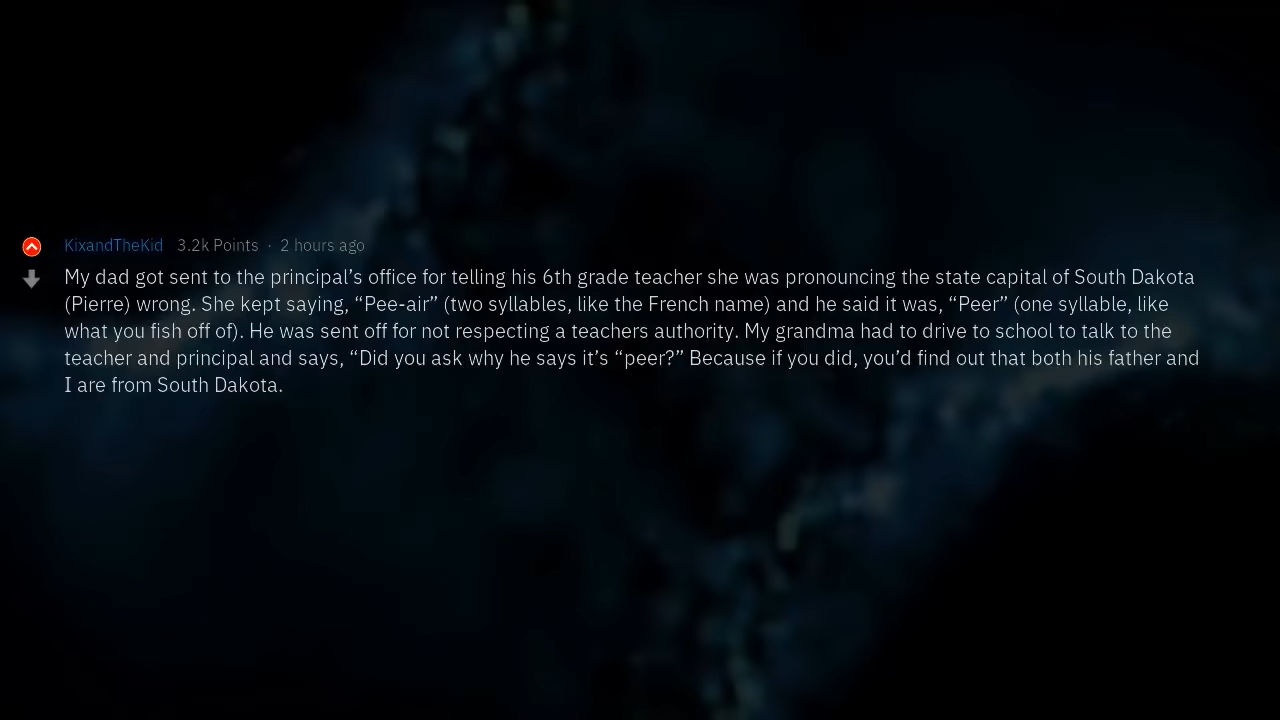 KixandTheKid 3.2k Points · 2 hours ago
My dad got sent to the principal’s office for telling his 6th grade teacher she was pronouncing the state capital of South Dakota
(Pierre) wrong. She kept saying, “Pee-air” (two syllables, like the French name) and he said it was, “Peer” (one syllable, like
what you fish off of). He was sent off for not respecting a teachers authority. My grandma had to drive to school to talk to the
teacher and principal and says, “Did you ask why he says it’s “peer?” Because if you did, you’d find out that both his father and
I are from South Dakota.